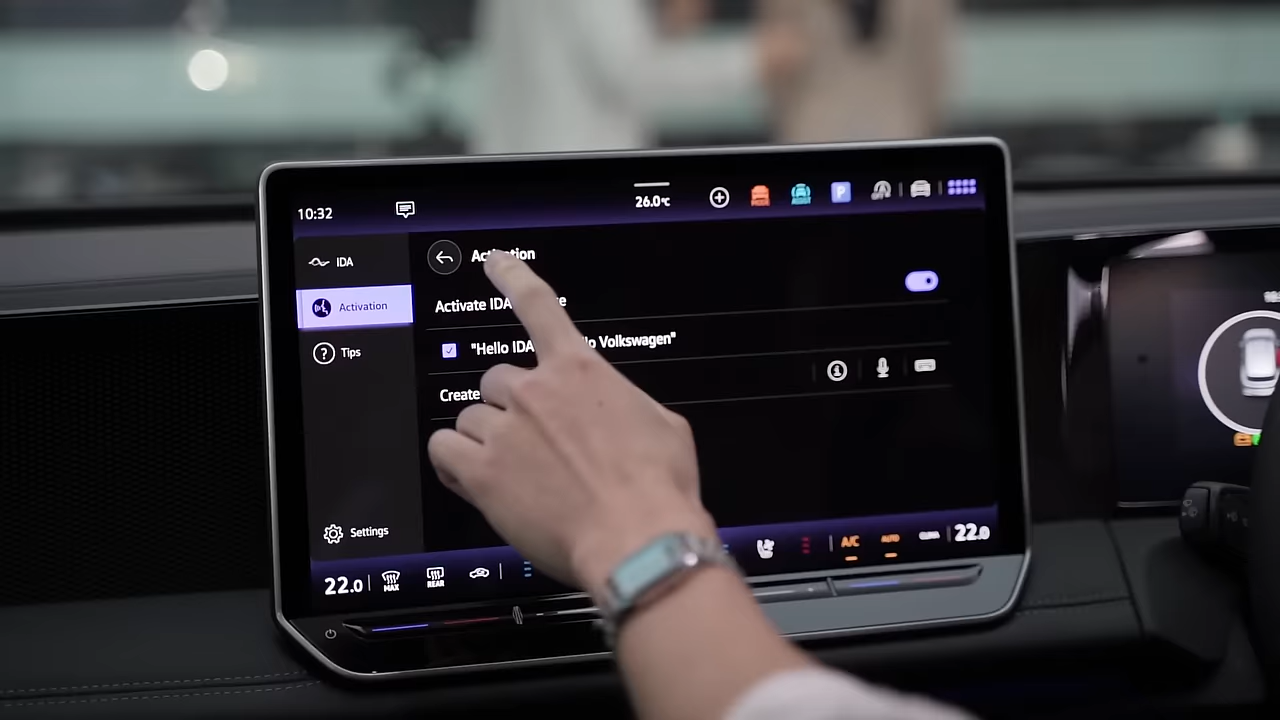 10:32
26.0°C
P
IDA
Activation
Activation
Activate IDA
"Hello IDA Volkswagen"
Tips
Create
Settings
22.0
MAX
REAR
A/C
AUTO
22.0